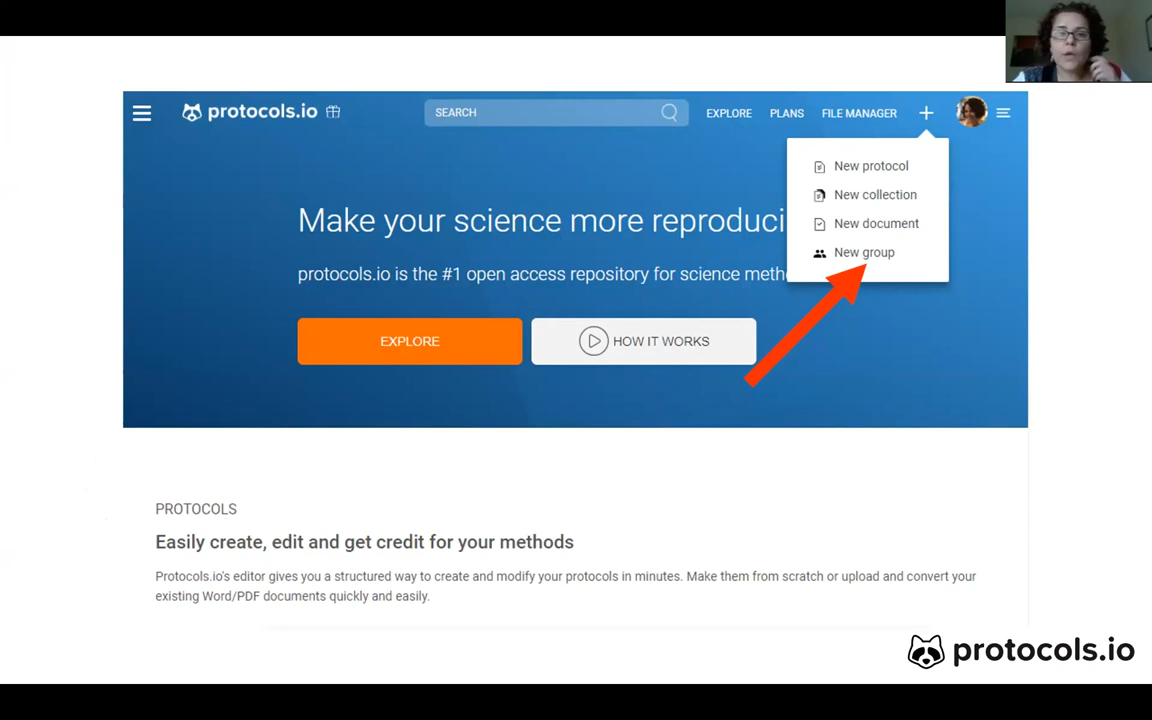 protocols.io
SEARCH
EXPLORE
PLANS
FILE MANAGER
New protocol
New collection
New document
New group
Make your science more reproduci
protocols.io is the #1 open access repository for science meth
EXPLORE
HOW IT WORKS
PROTOCOLS
Easily create, edit and get credit for your methods
Protocols.io's editor gives you a structured way to create and modify your protocols in minutes. Make them from scratch or upload and convert your
existing Word/PDF documents quickly and easily.
protocols.io